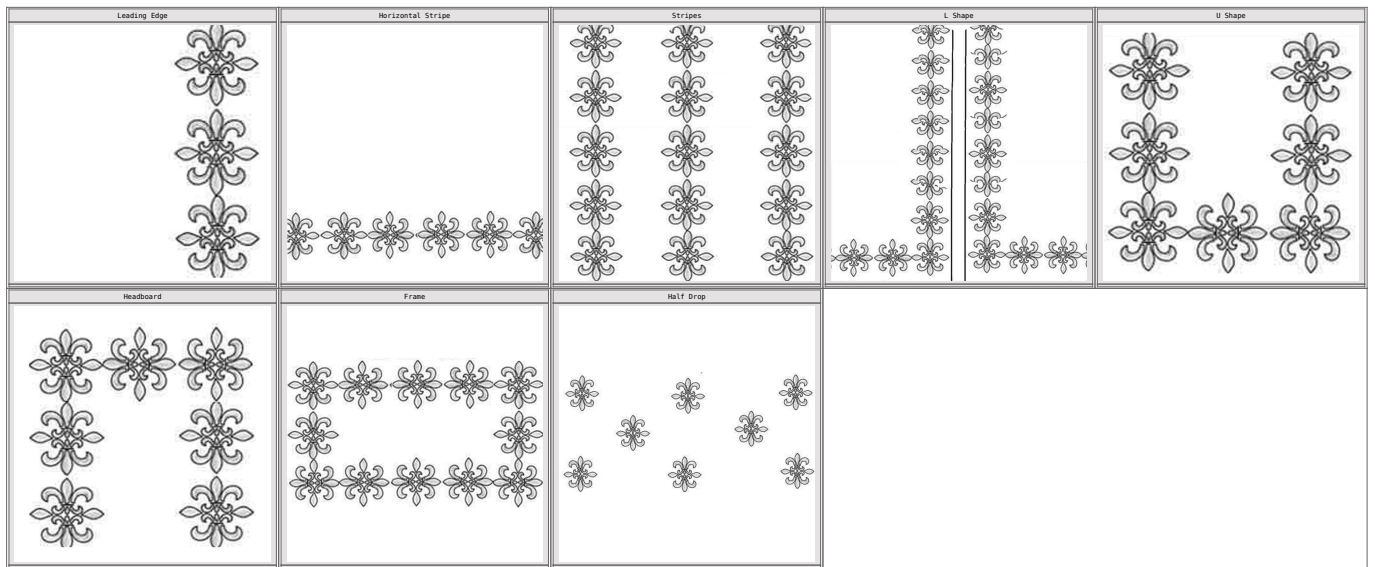 Leading Edge
Horizontal Stripe
Stripes
L Shape
U Shape
Headboard
Frame
Half Drop